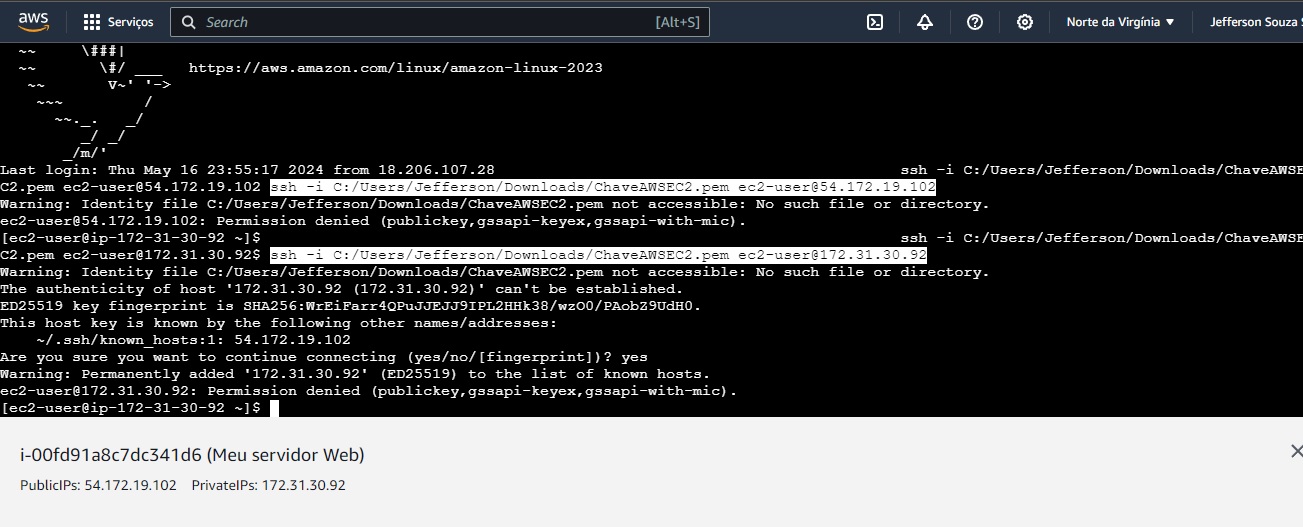 aws Serviços Search [Alt+S] Norte da Virgínia ▼ Jefferson Souza S
~~ \###|
~~ \#/ ___ https://aws.amazon.com/linux/amazon-linux-2023
~~ V~' '->
~~~ /
~~._. _/
_/ _/
_/m/'
Last login: Thu May 16 23:55:17 2024 from 18.206.107.28 ssh -i C:/Users/Jefferson/Downloads/ChaveAWSE
C2.pem ec2-user@54.172.19.102 ssh -i C:/Users/Jefferson/Downloads/ChaveAWSEC2.pem ec2-user@54.172.19.102
Warning: Identity file C:/Users/Jefferson/Downloads/ChaveAWSEC2.pem not accessible: No such file or directory.
ec2-user@54.172.19.102: Permission denied (publickey,gssapi-keyex,gssapi-with-mic).
[ec2-user@ip-172-31-30-92 ~]$ ssh -i C:/Users/Jefferson/Downloads/ChaveAWSE
C2.pem ec2-user@172.31.30.92$ ssh -i C:/Users/Jefferson/Downloads/ChaveAWSEC2.pem ec2-user@172.31.30.92
Warning: Identity file C:/Users/Jefferson/Downloads/ChaveAWSEC2.pem not accessible: No such file or directory.
The authenticity of host '172.31.30.92 (172.31.30.92)' can't be established.
ED25519 key fingerprint is SHA256:WrEiFarr4QPuJJEJJ9IPL2HHk38/wzO0/PAobZ9UdH0.
This host key is known by the following other names/addresses:
~/.ssh/known_hosts:1: 54.172.19.102
Are you sure you want to continue connecting (yes/no/[fingerprint])? yes
Warning: Permanently added '172.31.30.92' (ED25519) to the list of known hosts.
ec2-user@172.31.30.92: Permission denied (publickey,gssapi-keyex,gssapi-with-mic).
[ec2-user@ip-172-31-30-92 ~]$
i-00fd91a8c7dc341d6 (Meu servidor Web)
PublicIPs: 54.172.19.102 PrivateIPs: 172.31.30.92